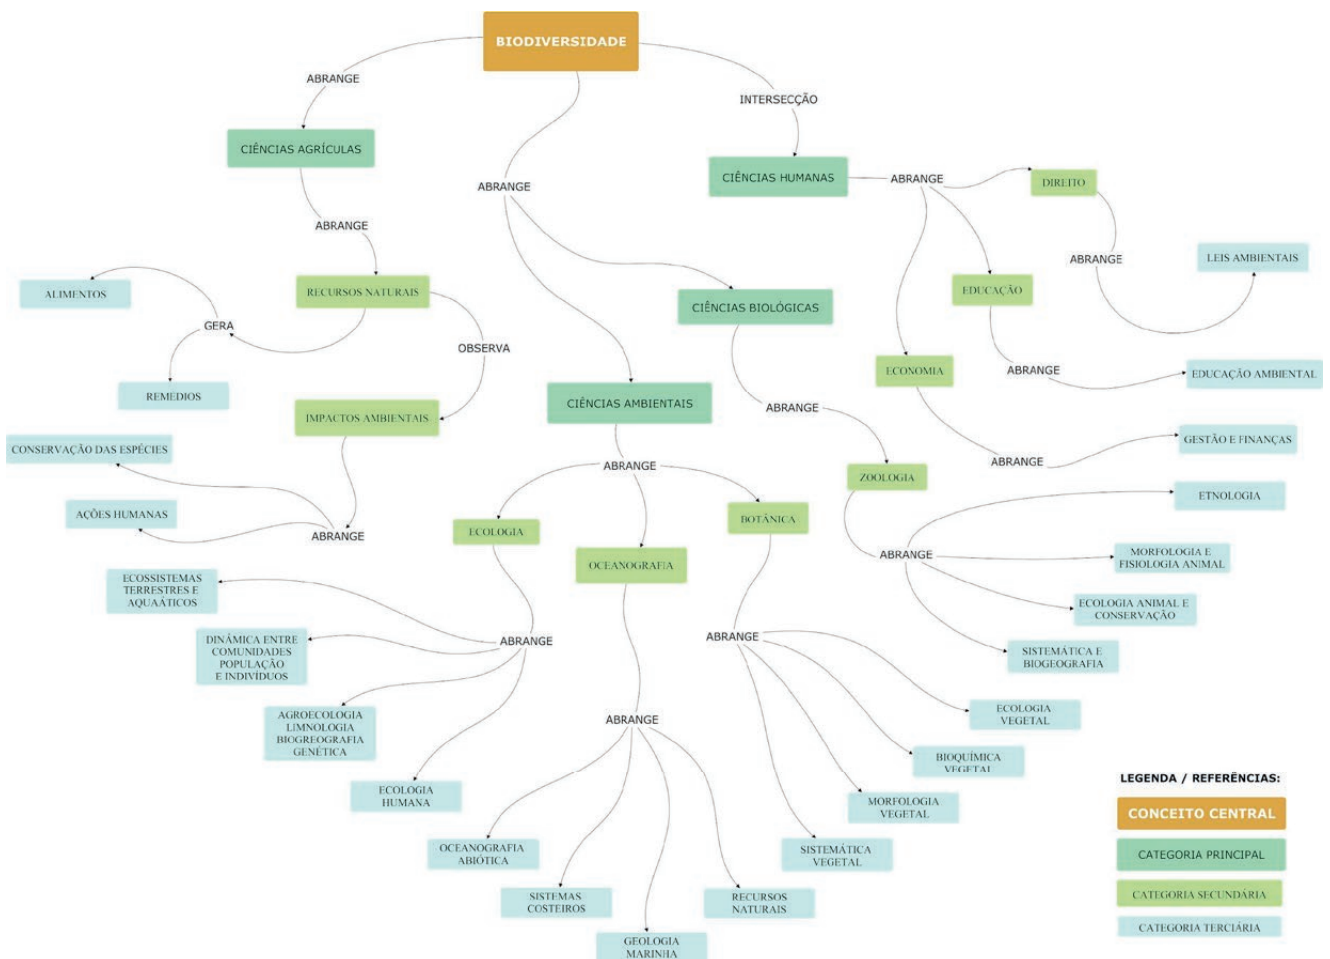 BIODIVERSIDADE
ABRANGE
INTERSECÇÃO
CIÊNCIAS AGRÍCULAS
CIÊNCIAS HUMANAS
ABRANGE
DIREITO
ABRANGE
ABRANGE
ABRANGE
LEIS AMBIENTAIS
RECURSOS NATURAIS
ALIMENTOS
EDUCAÇÃO
CIÊNCIAS BIOLÓGICAS
GERA
OBSERVA
ECONOMIA
ABRANGE
EDUCAÇÃO AMBIENTAL
REMÉDIOS
CIÊNCIAS AMBIENTAIS
ABRANGE
IMPACTOS AMBIENTAIS
GESTÃO E FINANÇAS
CONSERVAÇÃO DAS ESPÉCIES
ABRANGE
ABRANGE
ZOOLOGIA
ETNOLOGIA
AÇÕES HUMANAS
ABRANGE
ECOLOGIA
BOTÂNICA
OCEANOGRAFIA
ABRANGE
MORFOLOGIA E
FISIOLOGIA ANIMAL
ECOSSISTEMAS
TERRESTRES E
AQUAÁTICOS
ECOLOGIA ANIMAL E
CONSERVAÇÃO
DINÁMICA ENTRE
COMUNIDADES
POPULAÇÃO
E INDIVÍDUOS
ABRANGE
ABRANGE
SISTEMÁTICA E
BIOGEOGRAFIA
AGROECOLOGIA
LIMNOLOGIA
BIOGREOGRAFIA
GENÉTICA
ABRANGE
ECOLOGIA
VEGETAL
BIOQUÍMICA
VEGETAL
ECOLOGIA
HUMANA
MORFOLOGIA
VEGETAL
OCEANOGRAFIA
ABIÓTICA
SISTEMÁTICA
VEGETAL
SISTEMAS
COSTEIROS
RECURSOS
NATURAIS
GEOLOGIA
MARINHA
LEGENDA / REFERÊNCIAS:
CONCEITO CENTRAL
CATEGORIA PRINCIPAL
CATEGORIA SECUNDÁRIA
CATEGORIA TERCIÁRIA